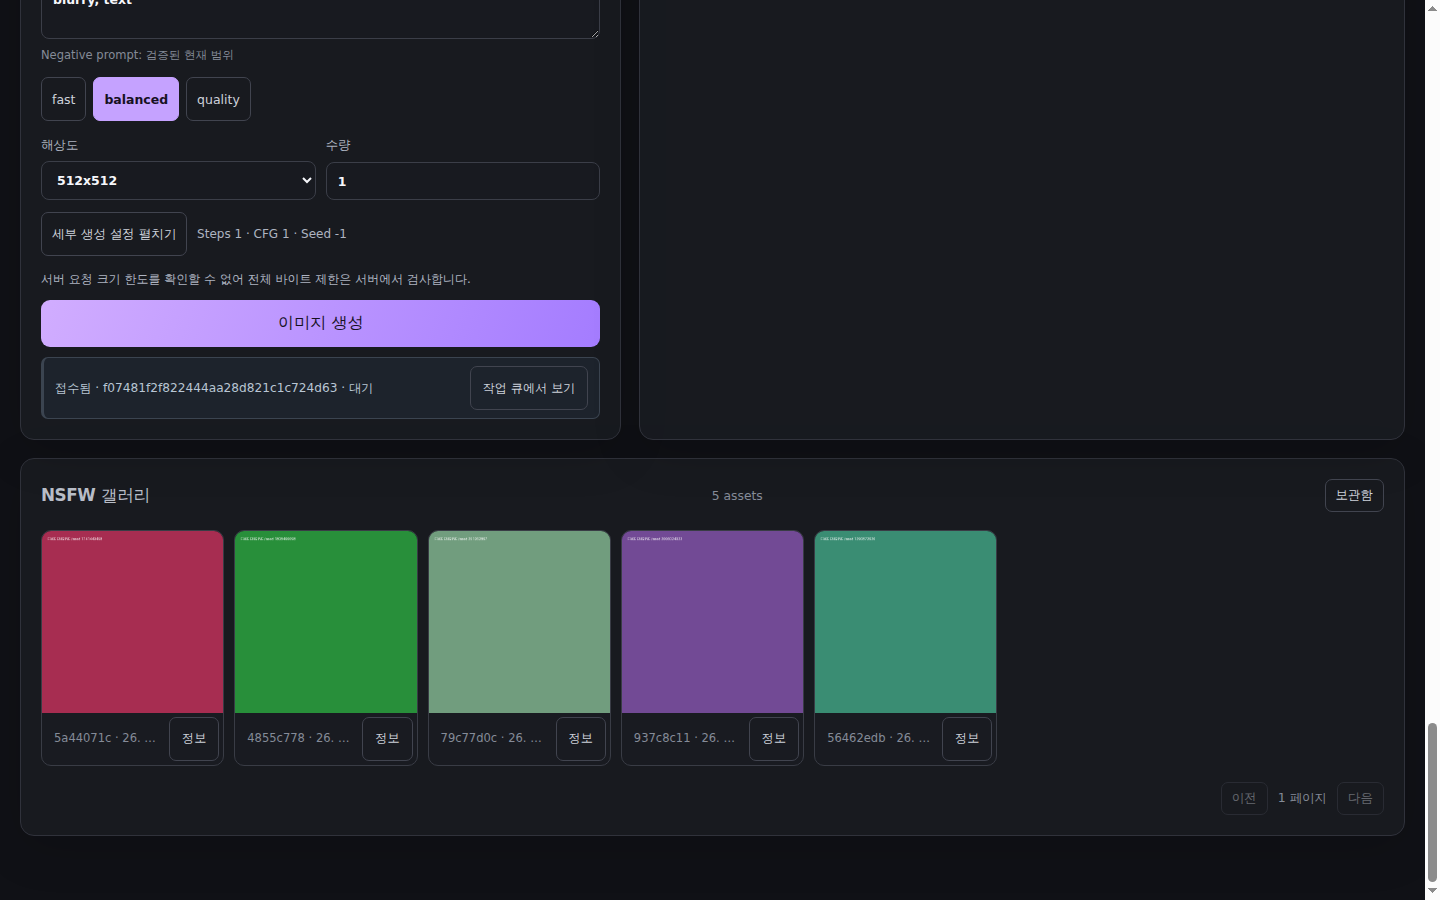 blurry, text
Negative prompt: 검증된 현재 범위
fast
balanced
quality
해상도
수량
512x512
1
세부 생성 설정 펼치기
Steps 1 · CFG 1 · Seed -1
서버 요청 크기 한도를 확인할 수 없어 전체 바이트 제한은 서버에서 검사합니다.
이미지 생성
접수됨 · f07481f2f822444aa28d821c1c724d63 · 대기
작업 큐에서 보기
NSFW 갤러리
5 assets
보관함
5a44071c · 26. ...
정보
4855c778 · 26. ...
정보
79c77d0c · 26. ...
정보
937c8c11 · 26. ...
정보
56462edb · 26. ...
정보
이전
1 페이지
다음